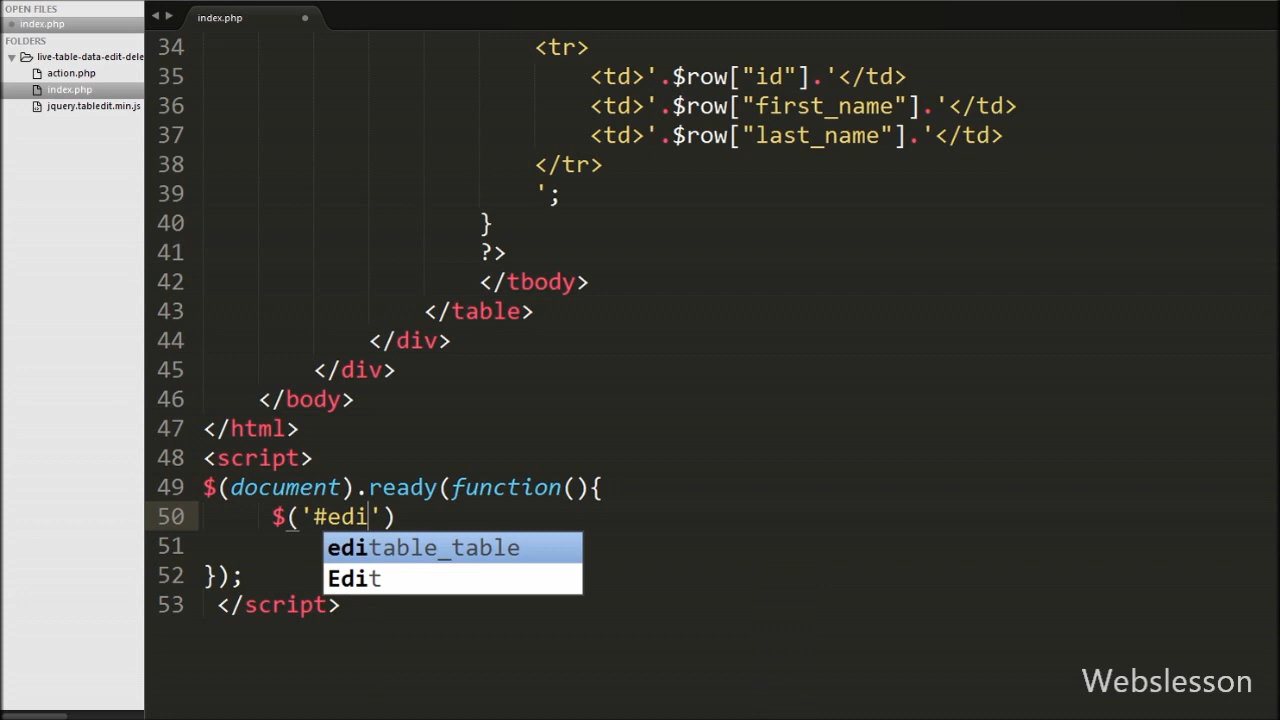 OPEN FILES
index.php
FOLDERS
live-table-data-edit-dele
action.php
index.php
jquery.tabledit.min.js
index.php
34 <tr>
35 <td>'.$row["id"].'</td>
36 <td>'.$row["first_name"].'</td>
37 <td>'.$row["last_name"].'</td>
38 </tr>
39 ';
40 }
41 ?>
42 </tbody>
43 </table>
44 </div>
45 </div>
46 </body>
47 </html>
48 <script>
49 $(document).ready(function(){
50 $('#edi')
editable_table
51
Edit
52 });
53 </script>
Webslesson